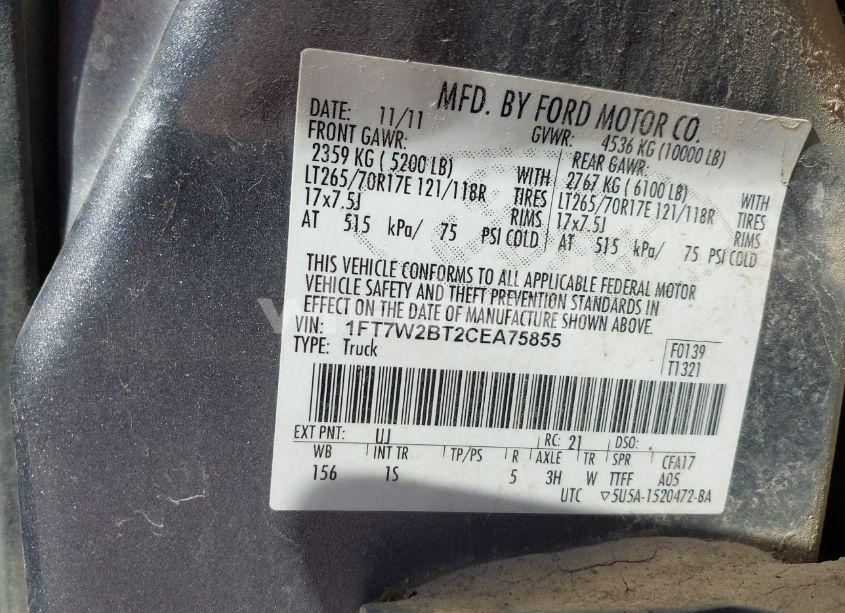 MFD. BY FORD MOTOR CO.
DATE: 11/11 GVWR: 4536 KG (10000 LB)
FRONT GAWR: REAR GAWR:
2359 KG ( 5200 LB) WITH 2767 KG ( 6100 LB) WITH
LT265/70R17E 121/118R TIRES LT265/70R17E 121/118R TIRES
17x7.5J RIMS 17x7.5J RIMS
AT 515 kPa/ 75 PSI COLD AT 515 kPa/ 75 PSI COLD
THIS VEHICLE CONFORMS TO ALL APPLICABLE FEDERAL MOTOR
VEHICLE SAFETY AND THEFT PREVENTION STANDARDS IN
EFFECT ON THE DATE OF MANUFACTURE SHOWN ABOVE.
VIN: 1FT7W2BT2CEA75855
TYPE: Truck F0139
T1321
EXT PNT: UJ RC: 21 DSO:
WB INT TR TP/PS R AXLE TR SPR CFA17
156 1S 5 3H W TTFF A05
UTC ▽5U5A-1520472-BA